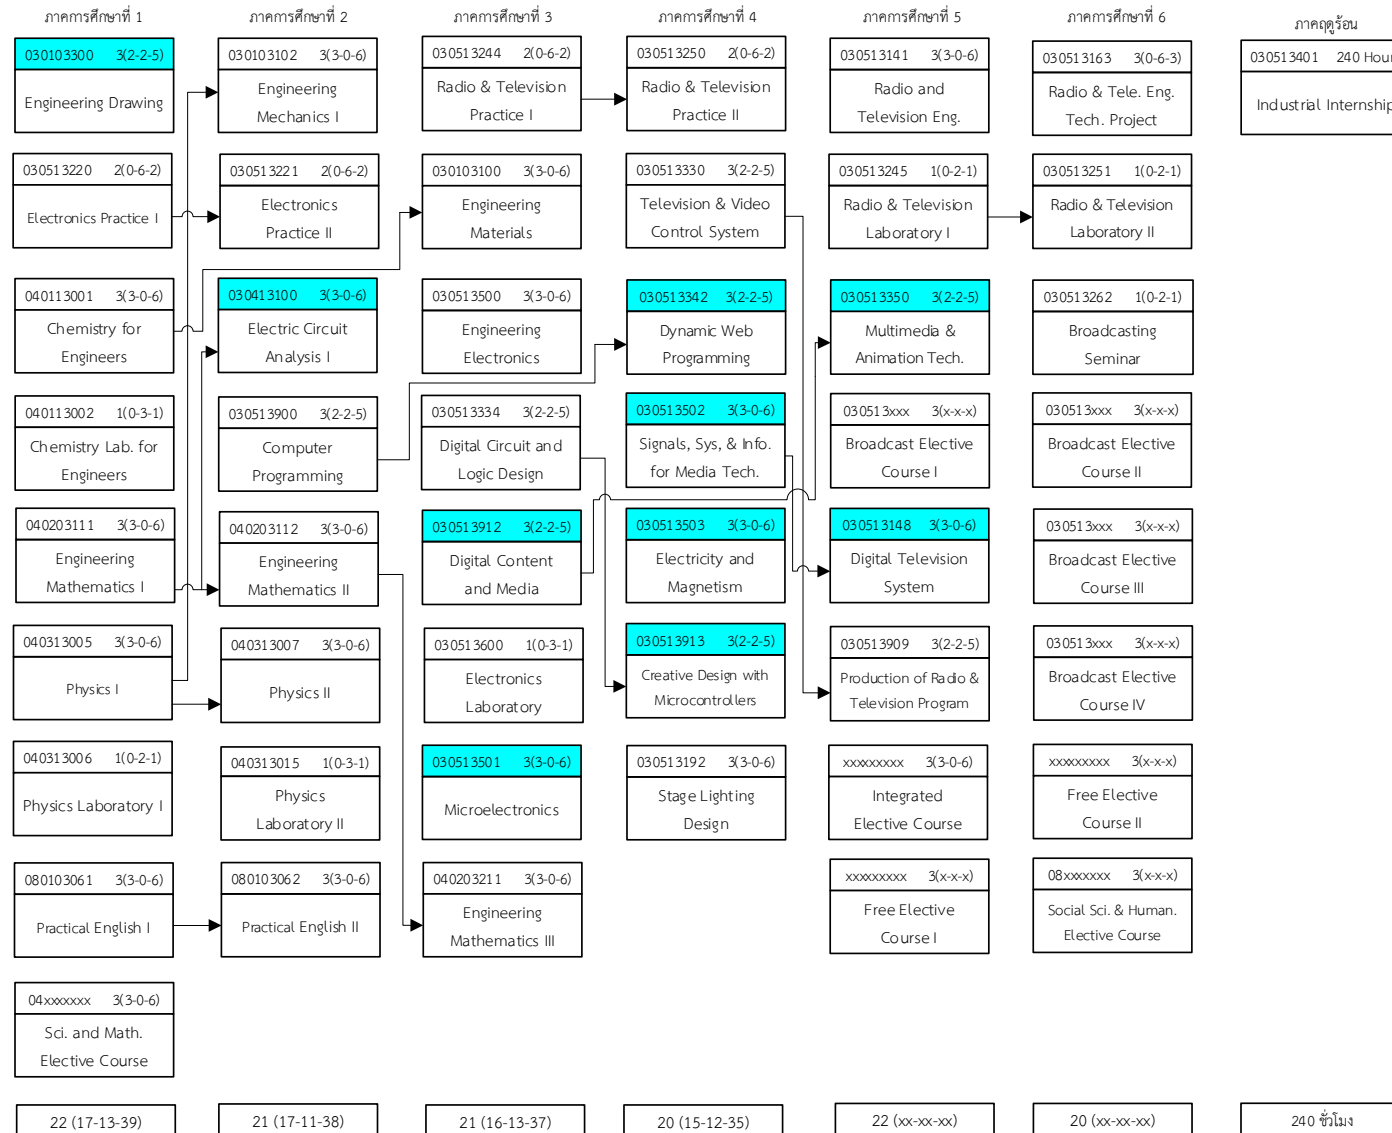 ภาคการศึกษาที่ 1
030103300 3(2-2-5)
Engineering Drawing
030513220 2(0-6-2)
Electronics Practice I
040113001 3(3-0-6)
Chemistry for
Engineers
040113002 1(0-3-1)
Chemistry Lab. for
Engineers
040203111 3(3-0-6)
Engineering
Mathematics I
040313005 3(3-0-6)
Physics I
040313006 1(0-2-1)
Physics Laboratory I
080103061 3(3-0-6)
Practical English I
04xxxxxxx 3(3-0-6)
Sci. and Math.
Elective Course
22 (17-13-39)
ภาคการศึกษาที่ 2
030103102 3(3-0-6)
Engineering
Mechanics I
030513221 2(0-6-2)
Electronics
Practice II
030413100 3(3-0-6)
Electric Circuit
Analysis I
030513900 3(2-2-5)
Computer
Programming
040203112 3(3-0-6)
Engineering
Mathematics II
040313007 3(3-0-6)
Physics II
040313015 1(0-3-1)
Physics
Laboratory II
080103062 3(3-0-6)
Practical English II
21 (17-11-38)
ภาคการศึกษาที่ 3
030513244 2(0-6-2)
Radio & Television
Practice I
030103100 3(3-0-6)
Engineering
Materials
030513500 3(3-0-6)
Engineering
Electronics
030513334 3(2-2-5)
Digital Circuit and
Logic Design
030513912 3(2-2-5)
Digital Content
and Media
030513600 1(0-3-1)
Electronics
Laboratory
030513501 3(3-0-6)
Microelectronics
040203211 3(3-0-6)
Engineering
Mathematics III
21 (16-13-37)
ภาคการศึกษาที่ 4
030513250 2(0-6-2)
Radio & Television
Practice II
030513330 3(2-2-5)
Television & Video
Control System
030513342 3(2-2-5)
Dynamic Web
Programming
030513502 3(3-0-6)
Signals, Sys, & Info.
for Media Tech.
030513503 3(3-0-6)
Electricity and
Magnetism
030513913 3(2-2-5)
Creative Design with
Microcontrollers
030513192 3(3-0-6)
Stage Lighting
Design
20 (15-12-35)
ภาคการศึกษาที่ 5
030513141 3(3-0-6)
Radio and
Television Eng.
030513245 1(0-2-1)
Radio & Television
Laboratory I
030513350 3(2-2-5)
Multimedia &
Animation Tech.
030513xxx 3(x-x-x)
Broadcast Elective
Course I
030513148 3(3-0-6)
Digital Television
System
030513909 3(2-2-5)
Production of Radio &
Television Program
xxxxxxxxx 3(3-0-6)
Integrated
Elective Course
xxxxxxxxx 3(x-x-x)
Free Elective
Course I
22 (xx-xx-xx)
ภาคการศึกษาที่ 6
030513163 3(0-6-3)
Radio & Tele. Eng.
Tech. Project
030513251 1(0-2-1)
Radio & Television
Laboratory II
030513262 1(0-2-1)
Broadcasting
Seminar
030513xxx 3(x-x-x)
Broadcast Elective
Course II
030513xxx 3(x-x-x)
Broadcast Elective
Course III
030513xxx 3(x-x-x)
Broadcast Elective
Course IV
xxxxxxxxx 3(x-x-x)
Free Elective
Course II
08xxxxxxx 3(x-x-x)
Social Sci. & Human.
Elective Course
20 (xx-xx-xx)
ภาคฤดูร้อน
030513401 240 Hour
Industrial Internship
240 ชั่วโมง